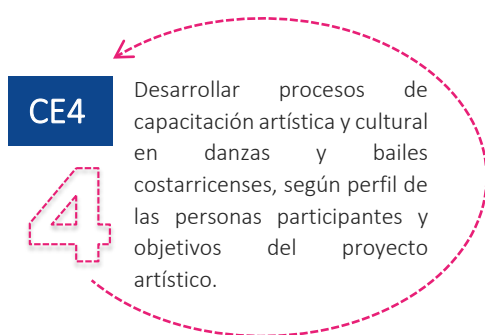 CE4
4
Desarrollar procesos de
capacitación artística y cultural
en danzas y bailes
costarricenses, según perfil de
las personas participantes y
objetivos del proyecto
artístico.